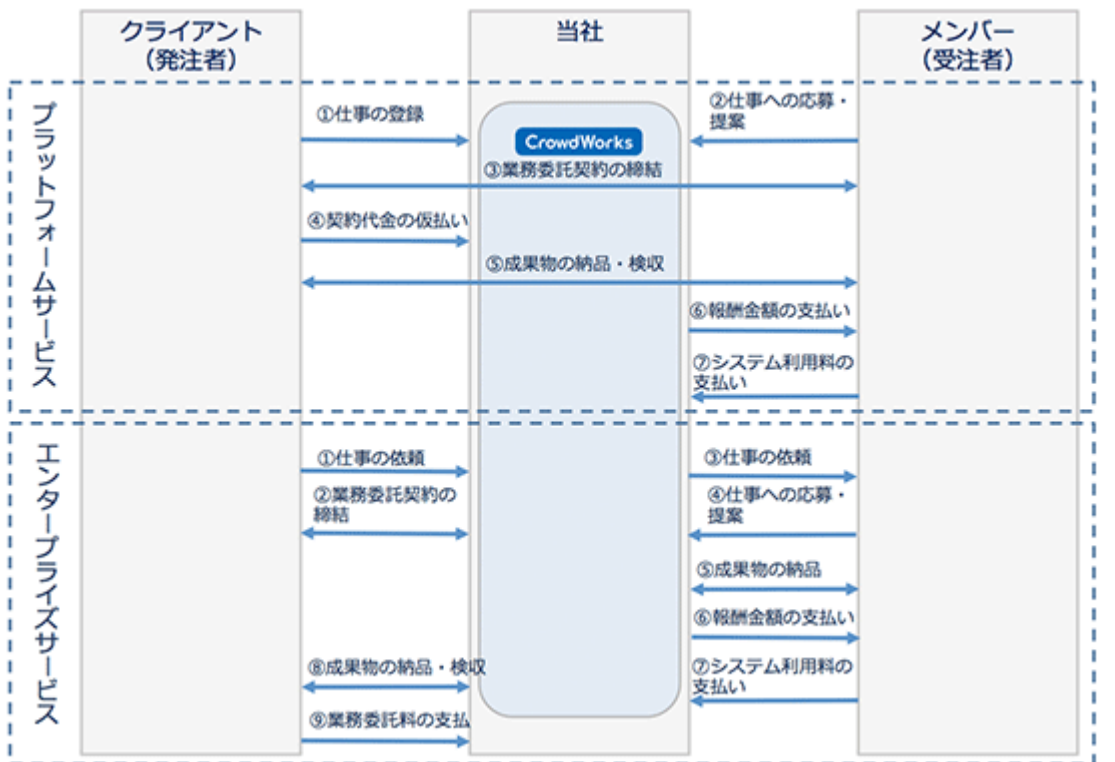 クライアント
（発注者）
当社
メンバー
（受注者）
プラットフォームサービス
①仕事の登録
②仕事への応募・
提案
CrowdWorks
③業務委託契約の締結
④契約代金の仮払い
⑤成果物の納品・検収
⑥報酬金額の支払い
⑦システム利用料の
支払い
エンタープライズサービス
①仕事の依頼
②業務委託契約の
締結
③仕事の依頼
④仕事への応募・
提案
⑤成果物の納品
⑥報酬金額の支払い
⑦システム利用料の
支払い
⑧成果物の納品・検収
⑨業務委託料の支払